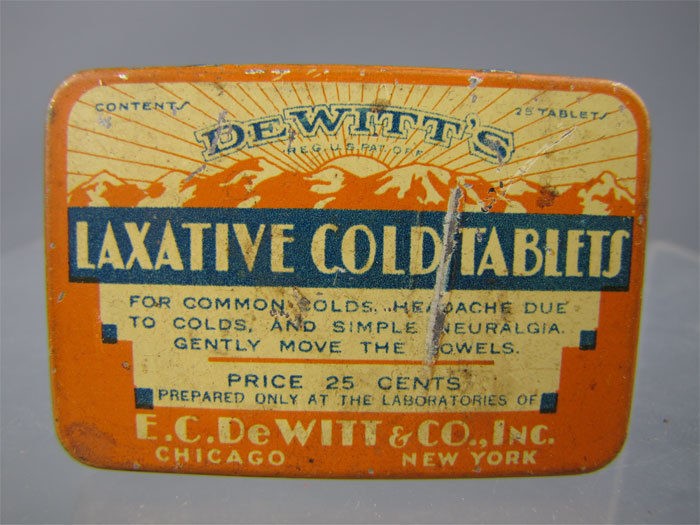 CONTENTS 25 TABLETS
DEWITT'S
REG. U.S. PAT. OFF.
LAXATIVE COLD TABLETS
FOR COMMON COLDS, HEADACHE DUE
TO COLDS, AND SIMPLE NEURALGIA.
GENTLY MOVE THE BOWELS.
PRICE 25 CENTS
PREPARED ONLY AT THE LABORATORIES OF
E.C. DeWITT & CO., INC.
CHICAGO NEW YORK